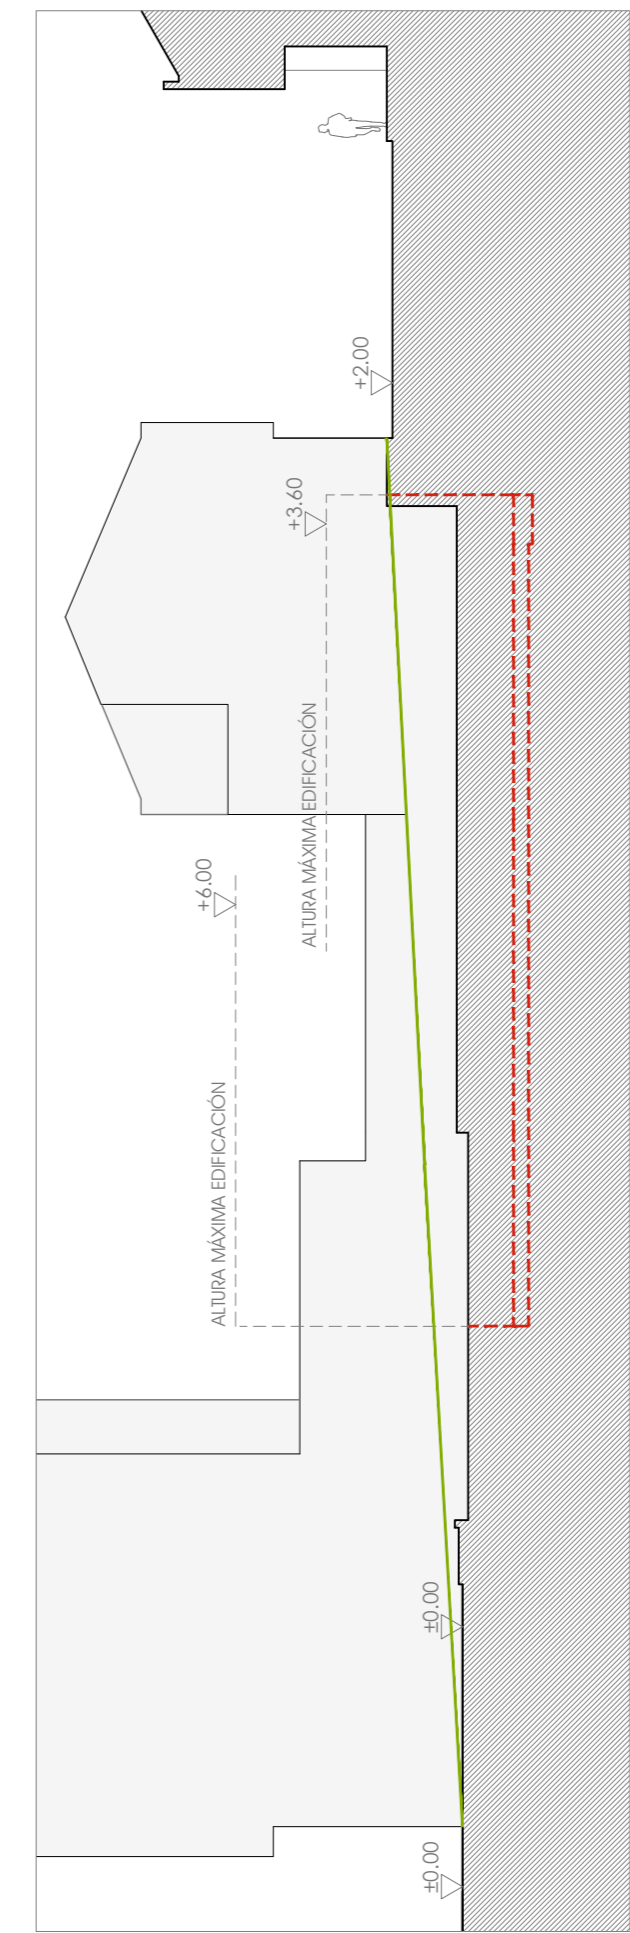 ±0.00
±0.00
ALTURA MÁXIMA EDIFICACIÓN
+6.00
ALTURA MÁXIMA EDIFICACIÓN
+3.60
+2.00